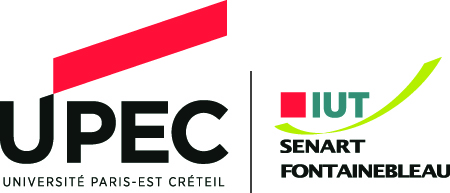 UPEC
UNIVERSITÉ PARIS-EST CRÉTEIL
IUT
SENART
FONTAINEBLEAU